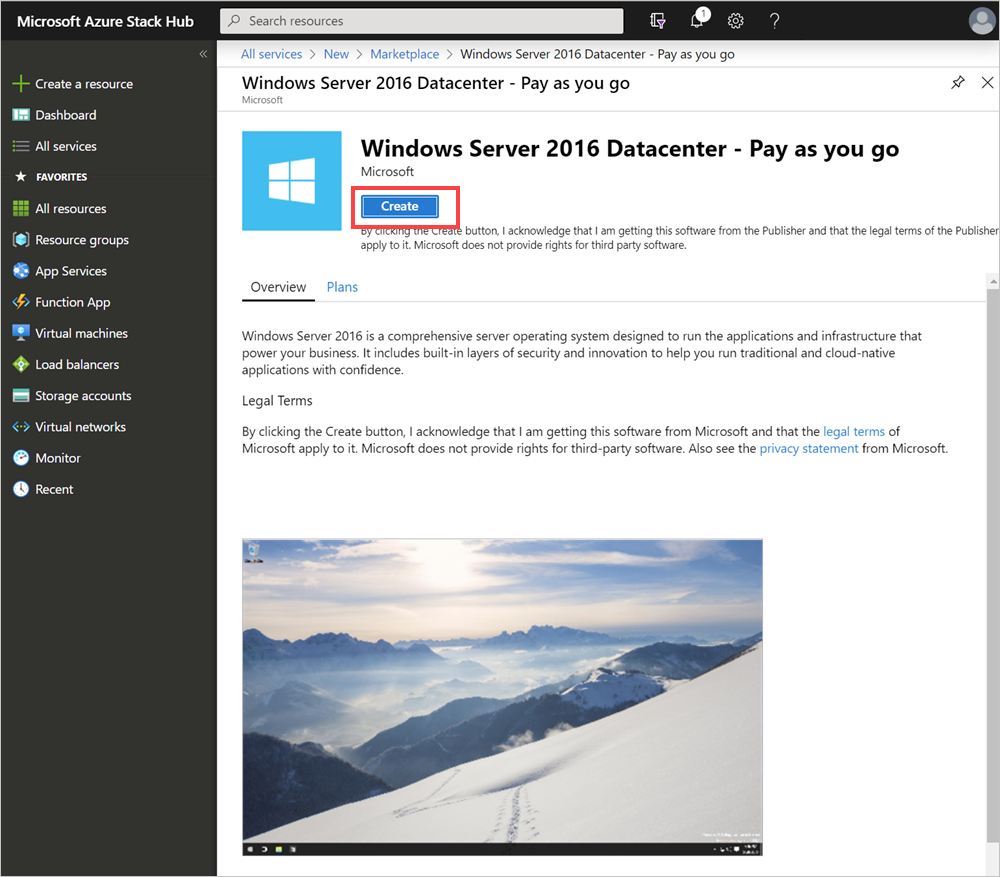 Microsoft Azure Stack Hub
Search resources
1
All services > New > Marketplace > Windows Server 2016 Datacenter - Pay as you go
Windows Server 2016 Datacenter - Pay as you go
Microsoft
Create a resource
Dashboard
All services
FAVORITES
All resources
Resource groups
App Services
Function App
Virtual machines
Load balancers
Storage accounts
Virtual networks
Monitor
Recent
Windows Server 2016 Datacenter - Pay as you go
Microsoft
Create
By clicking the Create button, I acknowledge that I am getting this software from the Publisher and that the legal terms of the Publisher
apply to it. Microsoft does not provide rights for third party software.
Overview
Plans
Windows Server 2016 is a comprehensive server operating system designed to run the applications and infrastructure that
power your business. It includes built-in layers of security and innovation to help you run traditional and cloud-native
applications with confidence.
Legal Terms
By clicking the Create button, I acknowledge that I am getting this software from Microsoft and that the legal terms of
Microsoft apply to it. Microsoft does not provide rights for third-party software. Also see the privacy statement from Microsoft.